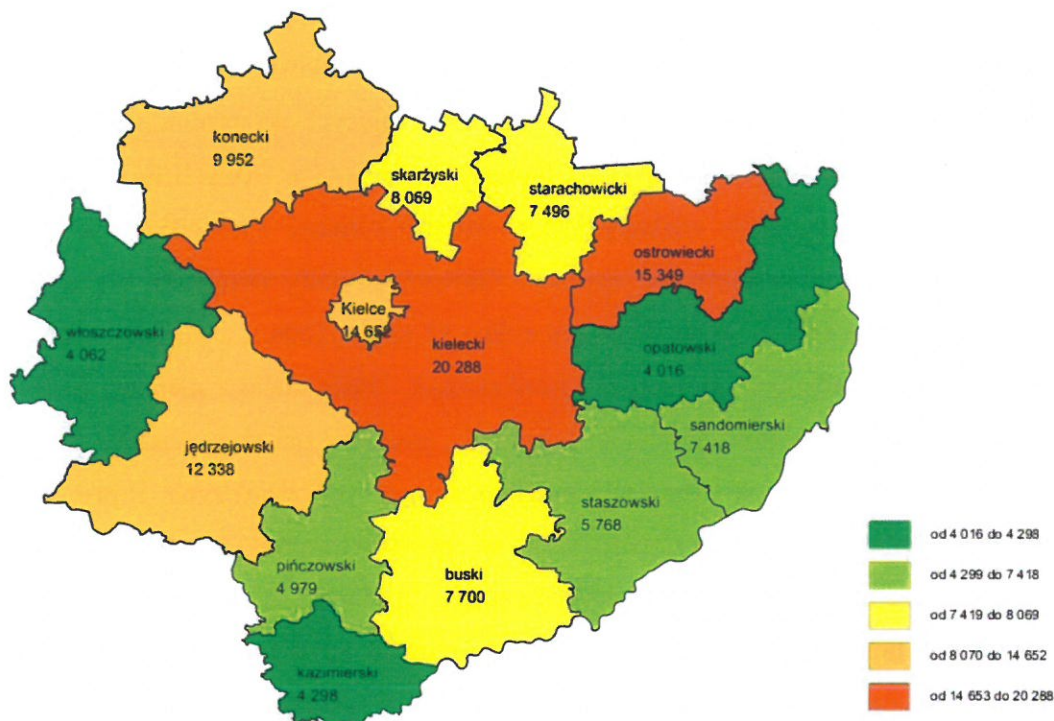 konecki
9 952
skarżyski
8 069
starachowicki
7 496
ostrowiecki
15 349
Kielce
14 652
włoszczowski
4 062
kielecki
20 288
opatowski
4 016
sandomierski
7 418
jędrzejowski
12 338
staszowski
5 768
pińczowski
4 979
buski
7 700
kazimierski
4 298
od 4 016 do 4 298
od 4 299 do 7 418
od 7 419 do 8 069
od 8 070 do 14 652
od 14 653 do 20 288